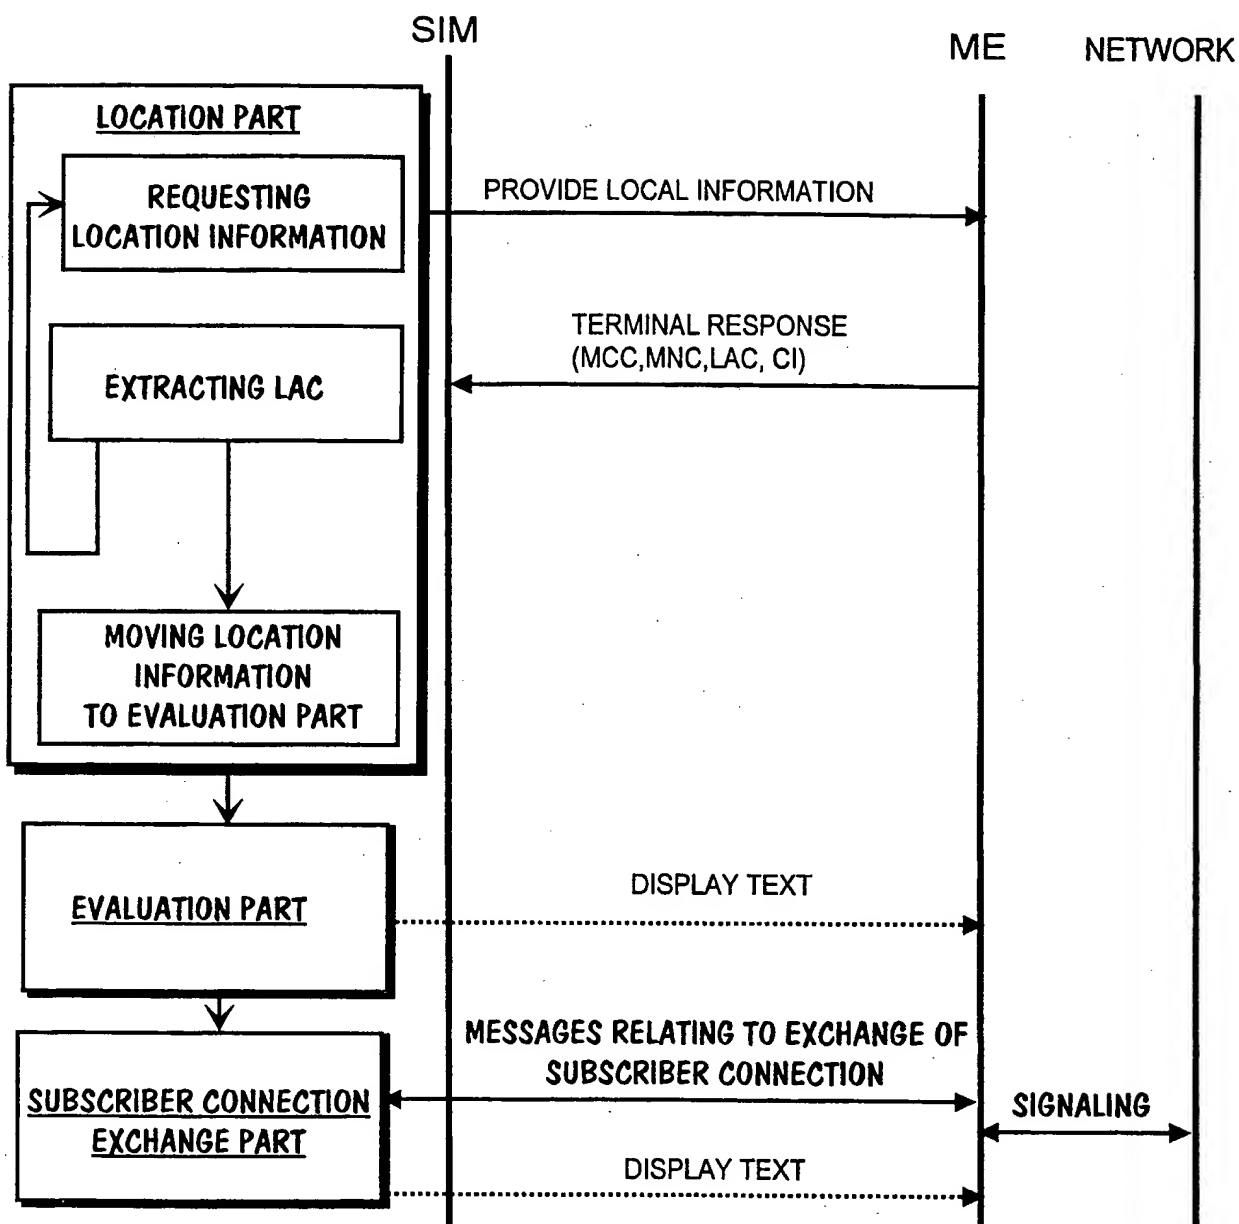 SIM
ME
NETWORK
LOCATION PART
REQUESTING
LOCATION INFORMATION
PROVIDE LOCAL INFORMATION
TERMINAL RESPONSE
(MCC,MNC,LAC, CI)
EXTRACTING LAC
MOVING LOCATION
INFORMATION
TO EVALUATION PART
EVALUATION PART
DISPLAY TEXT
MESSAGES RELATING TO EXCHANGE OF
SUBSCRIBER CONNECTION
SUBSCRIBER CONNECTION
EXCHANGE PART
SIGNALING
DISPLAY TEXT